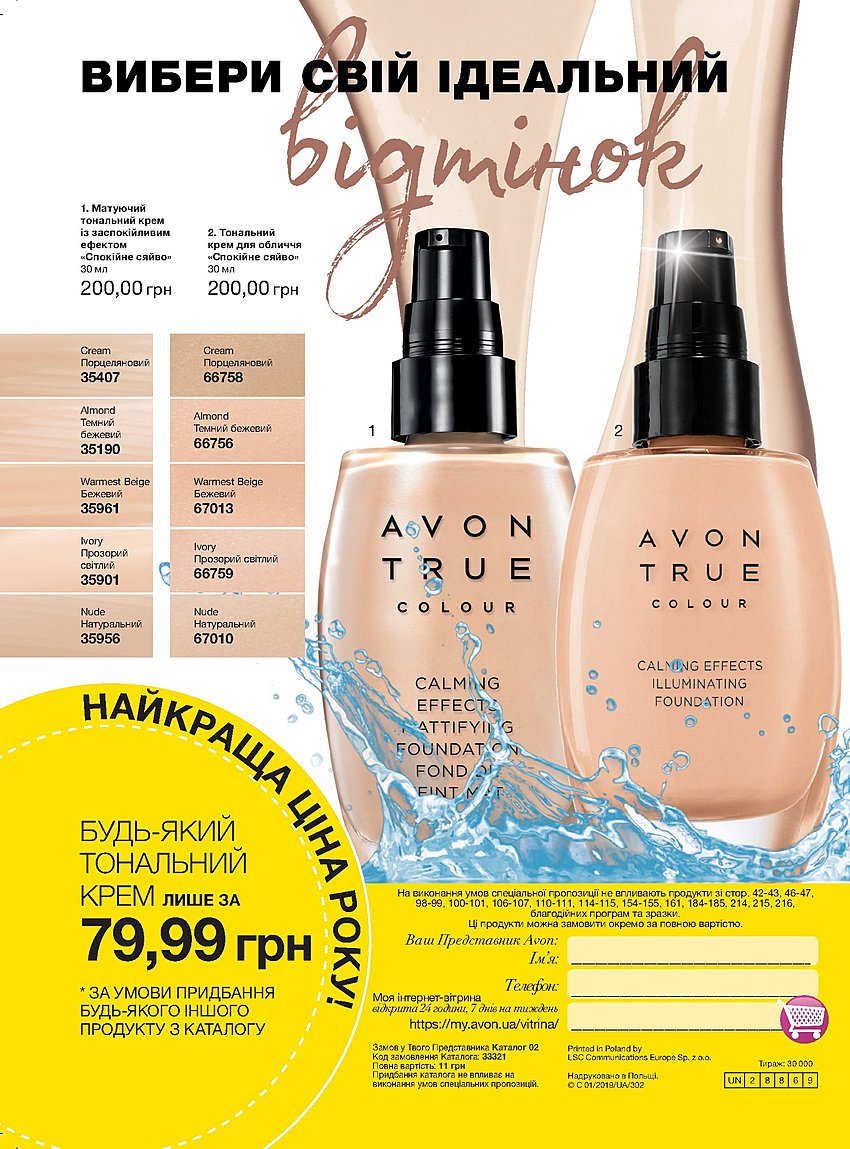 ВИБЕРИ СВІЙ ІДЕАЛЬНИЙ
відтінок
1. Матуючий
тональний крем
із заспокійливим
ефектом
«Спокійне сяйво»
30 мл
200,00 грн
2. Тональний
крем для обличчя
«Спокійне сяйво»
30 мл
200,00 грн
Cream
Порцеляновий
35407
Almond
Темний
бежевий
35190
Warmest Beige
Бежевий
35961
Ivory
Прозорий
світлий
35901
Nude
Натуральний
35956
Cream
Порцеляновий
66758
Almond
Темний бежевий
66756
Warmest Beige
Бежевий
67013
Ivory
Прозорий світлий
66759
Nude
Натуральний
67010
1
AVON
TRUE
COLOUR
CALMING
EFFECTS
MATTIFYING
FOUNDATION
FOND DE
TEINT MAT
2
AVON
TRUE
COLOUR
CALMING EFFECTS
ILLUMINATING
FOUNDATION
НАЙКРАЩА ЦІНА РОКУ!
БУДЬ-ЯКИЙ
ТОНАЛЬНИЙ
КРЕМ ЛИШЕ ЗА
79,99 грн
* ЗА УМОВИ ПРИДБАННЯ
БУДЬ-ЯКОГО ІНШОГО
ПРОДУКТУ З КАТАЛОГУ
На виконання умов спеціальної пропозиції не впливають продукти зі стор. 42-43, 46-47,
98-99, 100-101, 106-107, 110-111, 114-115, 154-155, 161, 184-185, 214, 215, 216,
благодійних програм та зразки.
Ці продукти можна замовити окремо за повною вартістю.
Ваш Представник Avon:
Ім'я:
Телефон:
Моя інтернет-вітрина
відкрита 24 години, 7 днів на тиждень
https://my.avon.ua/vitrina/
Замов у Твого Представника Каталог 02
Код замовлення Каталога: 33321
Повна вартість: 11 грн
Придбання каталога не впливає на
виконання умов спеціальних пропозицій.
Printed in Poland by
LSC Communications Europe Sp. z o.o.
Надруковано в Польщі.
© C 01/2019/UA/302
Тираж: 30 000
UN 2 8 8 6 9